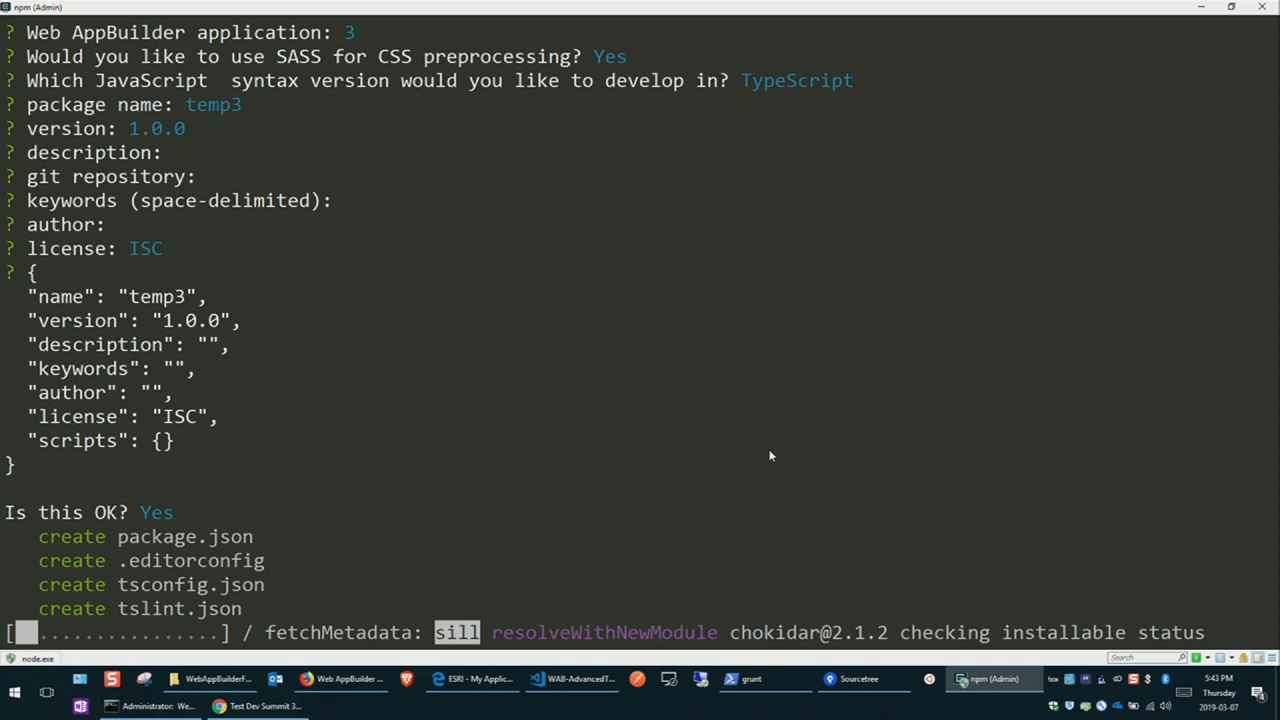 npm (Admin)
? Web AppBuilder application: 3
? Would you like to use SASS for CSS preprocessing? Yes
? Which JavaScript  syntax version would you like to develop in? TypeScript
? package name: temp3
? version: 1.0.0
? description:
? git repository:
? keywords (space-delimited):
? author:
? license: ISC
? {
"name": "temp3",
"version": "1.0.0",
"description": "",
"keywords": "",
"author": "",
"license": "ISC",
"scripts": {}
}
Is this OK? Yes
create package.json
create .editorconfig
create tsconfig.json
create tslint.json
[ ................] / fetchMetadata: sill resolveWithNewModule chokidar@2.1.2 checking installable status
node.exe
Search
WebAppBuilderF...
Web AppBuilder ...
ESRI - My Applic...
WAB-AdvancedT...
grunt
Sourcetree
npm (Admin)
box
5:43 PM
Thursday
2019-03-07
Administrator: We...
Test Dev Summit 3...